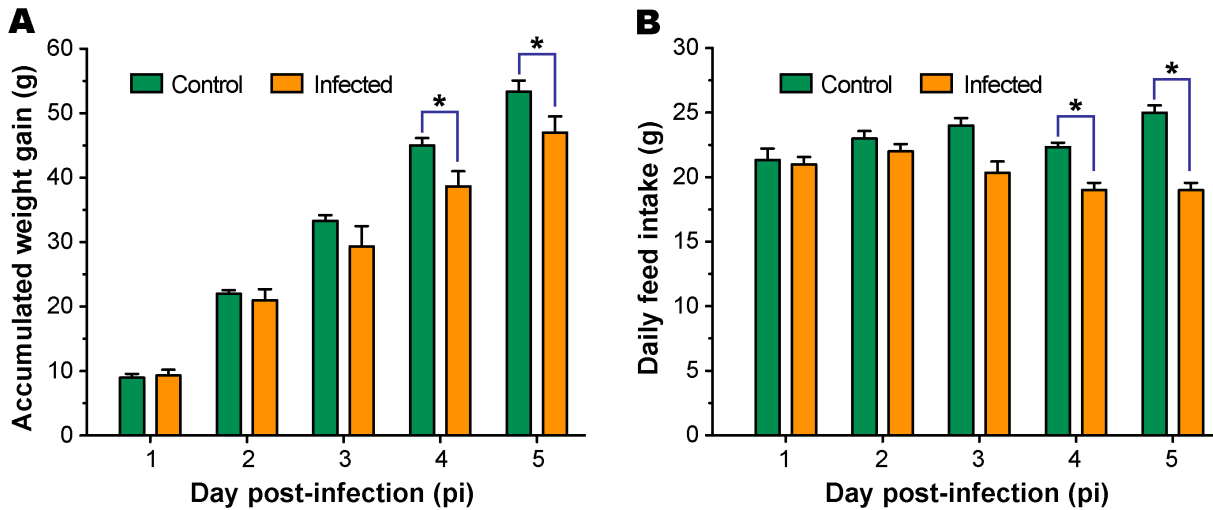 A
Accumulated weight gain (g)
60
50
40
30
20
10
0
Control
Infected
*
*
1 2 3 4 5
Day post-infection (pi)
B
Daily feed intake (g)
30
25
20
15
10
5
0
Control
Infected
*
*
1 2 3 4 5
Day post-infection (pi)